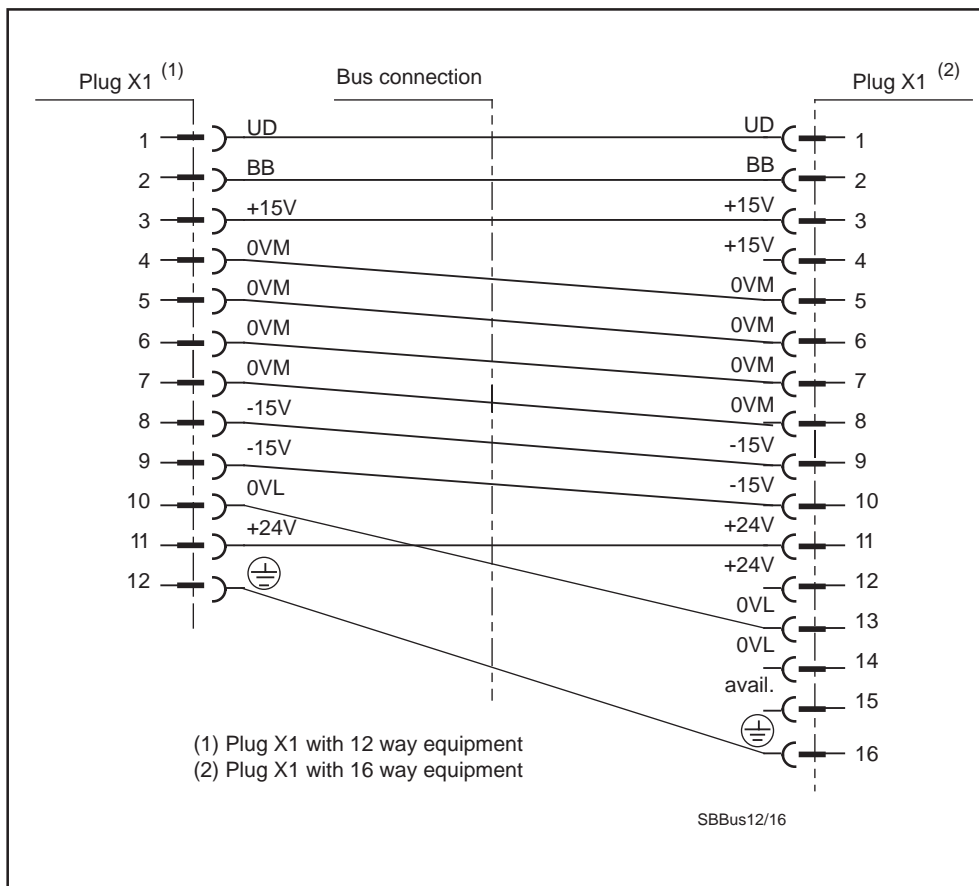 Plug X1 (1)
Bus connection
Plug X1 (2)
1 UD UD 1
2 BB BB 2
3 +15V +15V 3
4 0VM +15V 4
5 0VM 0VM 5
6 0VM 0VM 6
7 0VM 0VM 7
8 -15V 0VM 8
9 -15V -15V 9
10 0VL -15V 10
11 +24V +24V 11
12 +24V 12
0VL 13
0VL 14
avail. 15
16
(1) Plug X1 with 12 way equipment
(2) Plug X1 with 16 way equipment
SBBus12/16